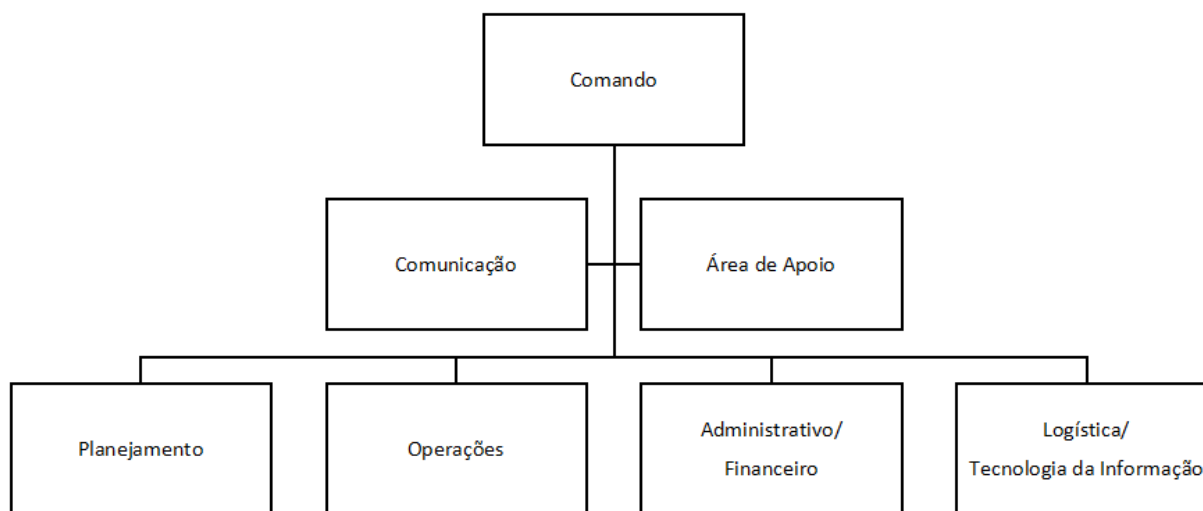 Comando
Comunicação
Área de Apoio
Planejamento
Operações
Administrativo/
Financeiro
Logística/
Tecnologia da Informação